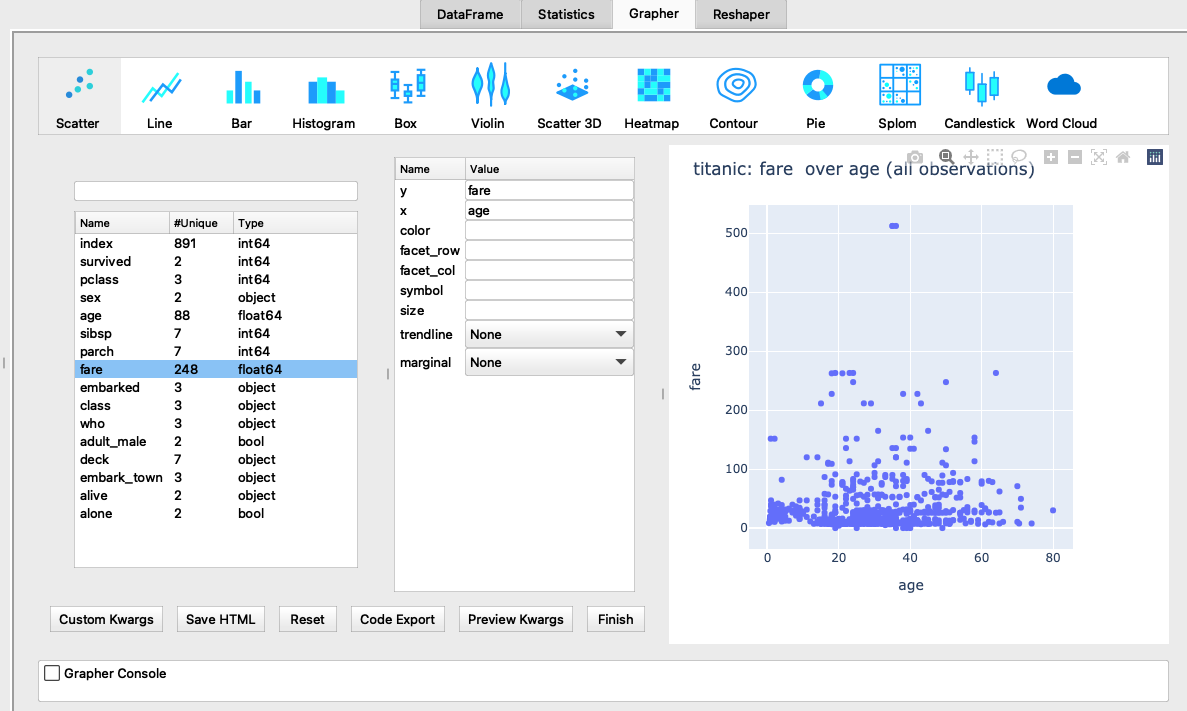 DataFrame Statistics Grapher Reshaper
Scatter Line Bar Histogram Box Violin Scatter 3D Heatmap Contour Pie Splom Candlestick Word Cloud
Name #Unique Type
index 891 int64
survived 2 int64
pclass 3 int64
sex 2 object
age 88 float64
sibsp 7 int64
parch 7 int64
fare 248 float64
embarked 3 object
class 3 object
who 3 object
adult_male 2 bool
deck 7 object
embark_town 3 object
alive 2 object
alone 2 bool
Name Value
y fare
x age
color
facet_row
facet_col
symbol
size
trendline None
marginal None
titanic: fare over age (all observations)
500
400
300
200
100
0
fare
0 20 40 60 80
age
Custom Kwargs Save HTML Reset Code Export Preview Kwargs Finish
Grapher Console